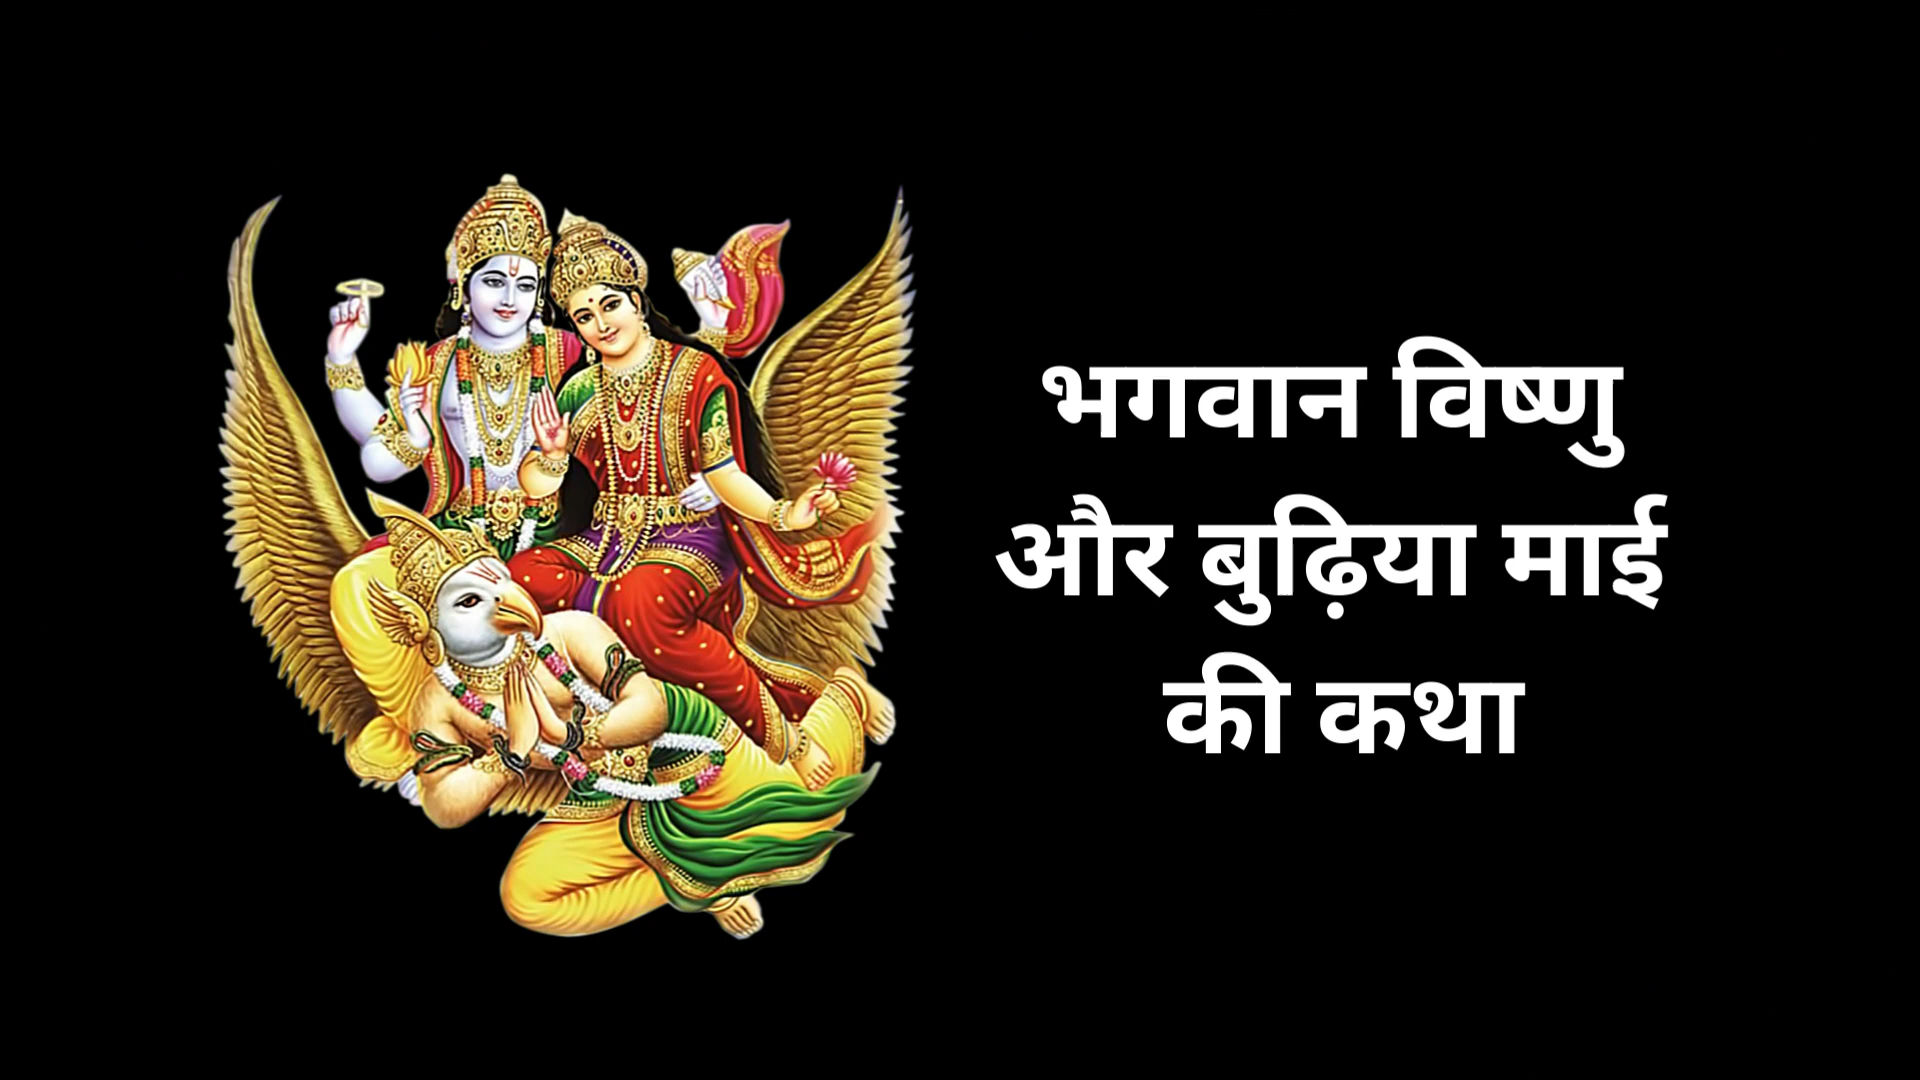 भगवान विष्णु
और बुढ़िया माई
की कथा